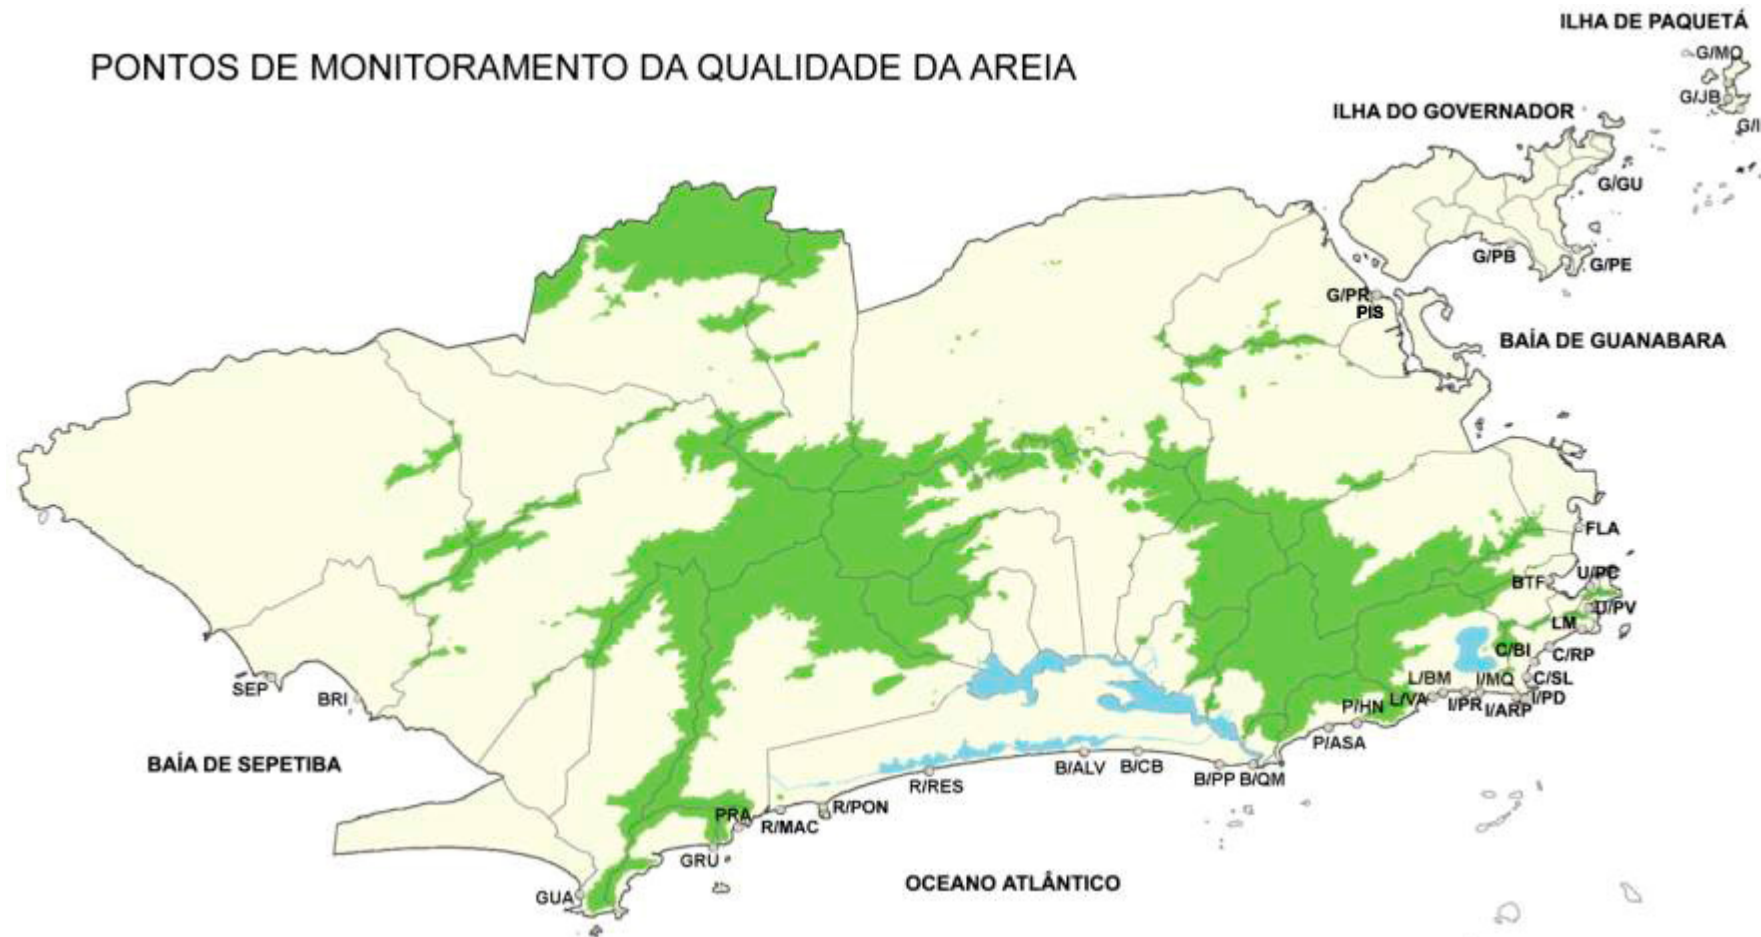 ILHA DE PAQUETÁ
G/MO
PONTOS DE MONITORAMENTO DA QUALIDADE DA AREIA
G/JB
ILHA DO GOVERNADOR
G/GU
G/PB
G/PE
G/PR
PIS
BAÍA DE GUANABARA
FLA
BTF
U/PC
U/PV
LM
C/BI
C/RP
C/SL
L/BM
I/MQ
SEP
BRI
P/HN
L/VA
I/PR
I/ARP
I/PD
P/ASA
BAÍA DE SEPETIBA
B/ALV
B/CB
B/PP
B/QM
R/RES
R/PON
PRA
R/MAC
GRU
GUA
OCEANO ATLÂNTICO